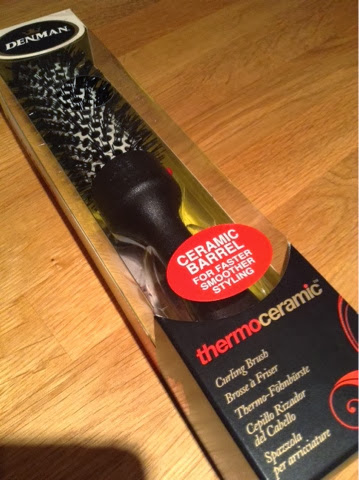 DENMAN
CERAMIC
BARREL
FOR FASTER
SMOOTHER
STYLING
thermoceramic™
Curling Brush
Brosse à Friser
Thermo-Föhnbürste
Cepillo Rizador
del Cabello
Spazzola
per arricciature